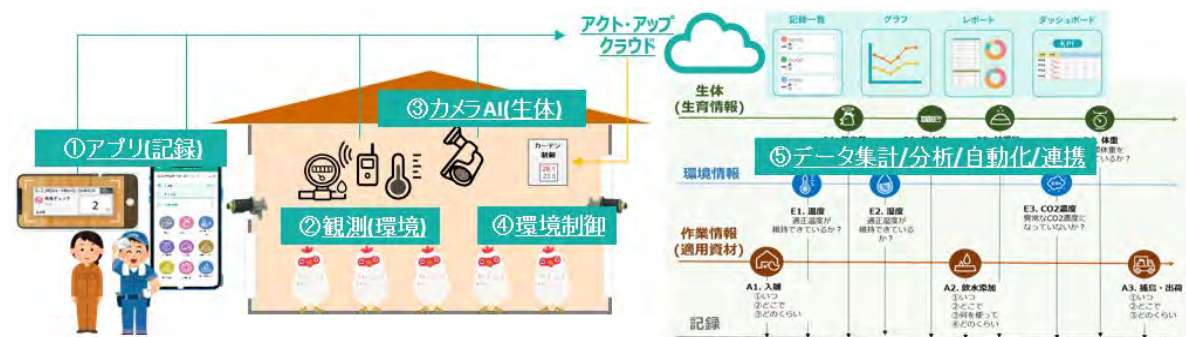 アクト・アップ
クラウド
記録一覧
グラフ
レポート
ダッシュボード
KPI
生体
(生育情報)
③カメラAI(生体)
①アプリ(記録)
カーテン
制御
体重
⑤データ集計/分析/自動化/連携
環境情報
2
②観測(環境)
④環境制御
E1. 温度
適正温度が
維持できているか?
E2. 湿度
適正湿度が
維持できている
か?
E3. CO2濃度
異常なCO2濃度に
なっていないか?
作業情報
(適用資材)
A1. 入雛
①いつ
②どこで
③どのくらい
A2. 飲水添加
①いつ
②どこで
③何を使って
④どのくらい
A3. 捕鳥・出荷
①いつ
②どこで
③どのくらい
記録